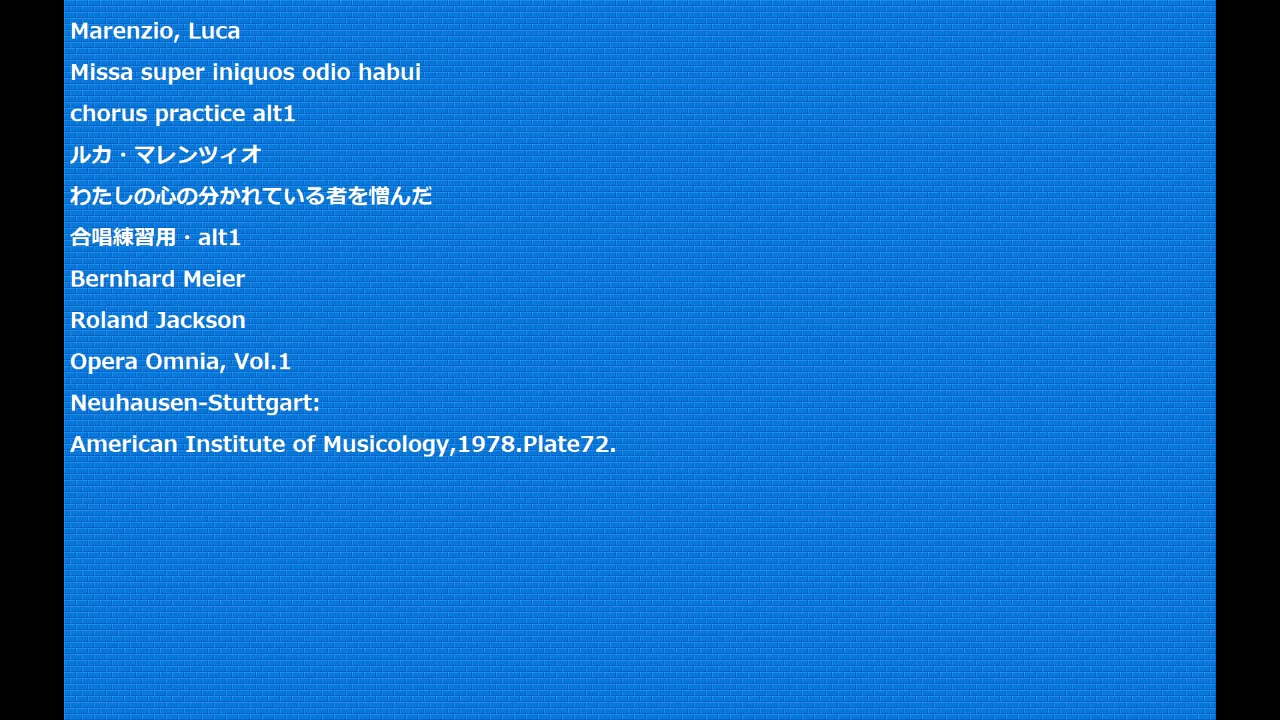 Marenzio, Luca
Missa super iniquos odio habui
chorus practice alt1
ルカ・マレンツィオ
わたしの心の分かれている者を憎んだ
合唱練習用・alt1
Bernhard Meier
Roland Jackson
Opera Omnia, Vol.1
Neuhausen-Stuttgart:
American Institute of Musicology,1978.Plate72.